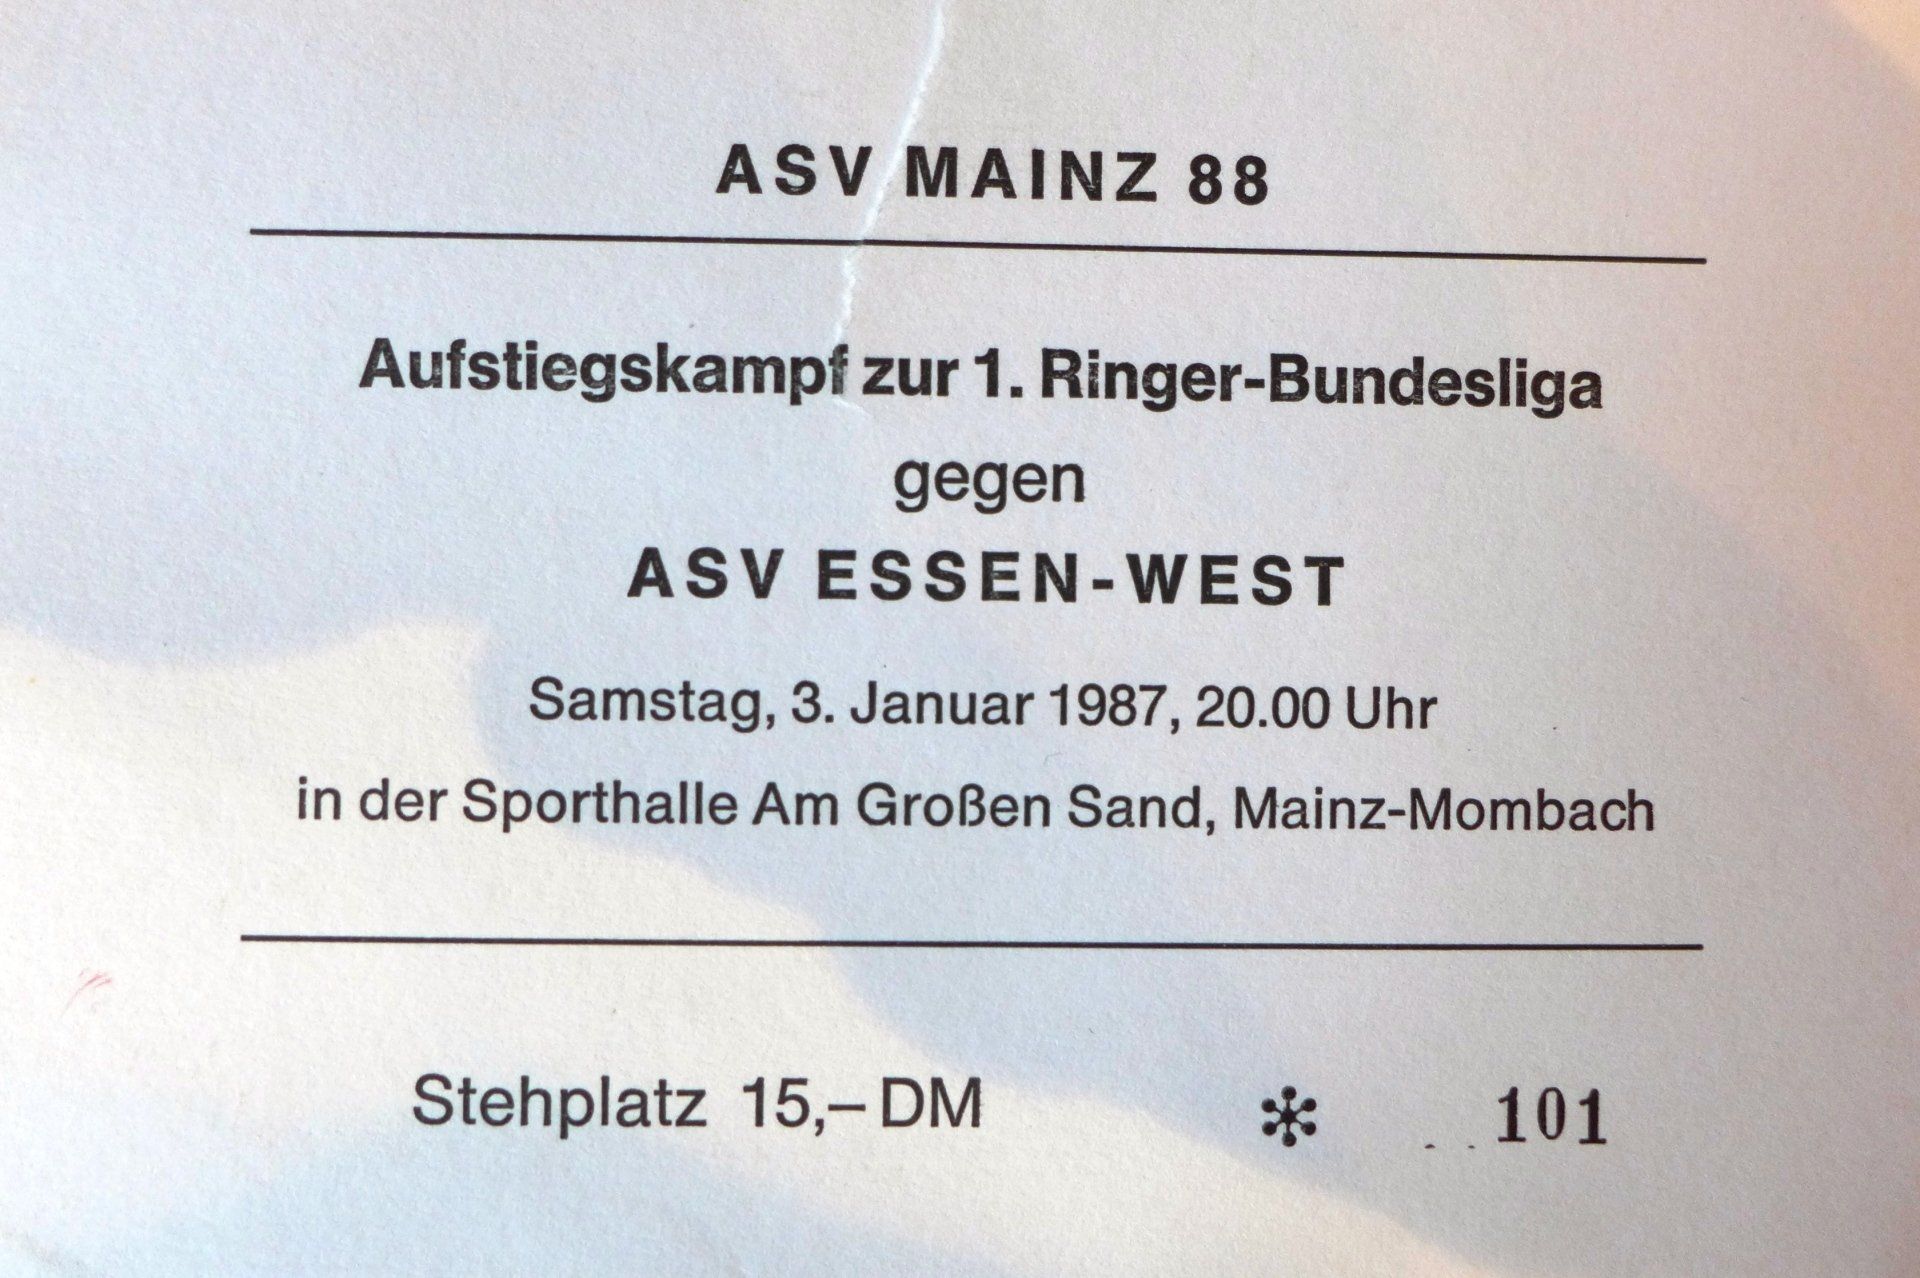 ASV MAINZ 88
Aufstiegskampf zur 1. Ringer-Bundesliga
gegen
ASV ESSEN-WEST
Samstag, 3. Januar 1987, 20.00 Uhr
in der Sporthalle Am Großen Sand, Mainz-Mombach
Stehplatz 15,– DM * 101